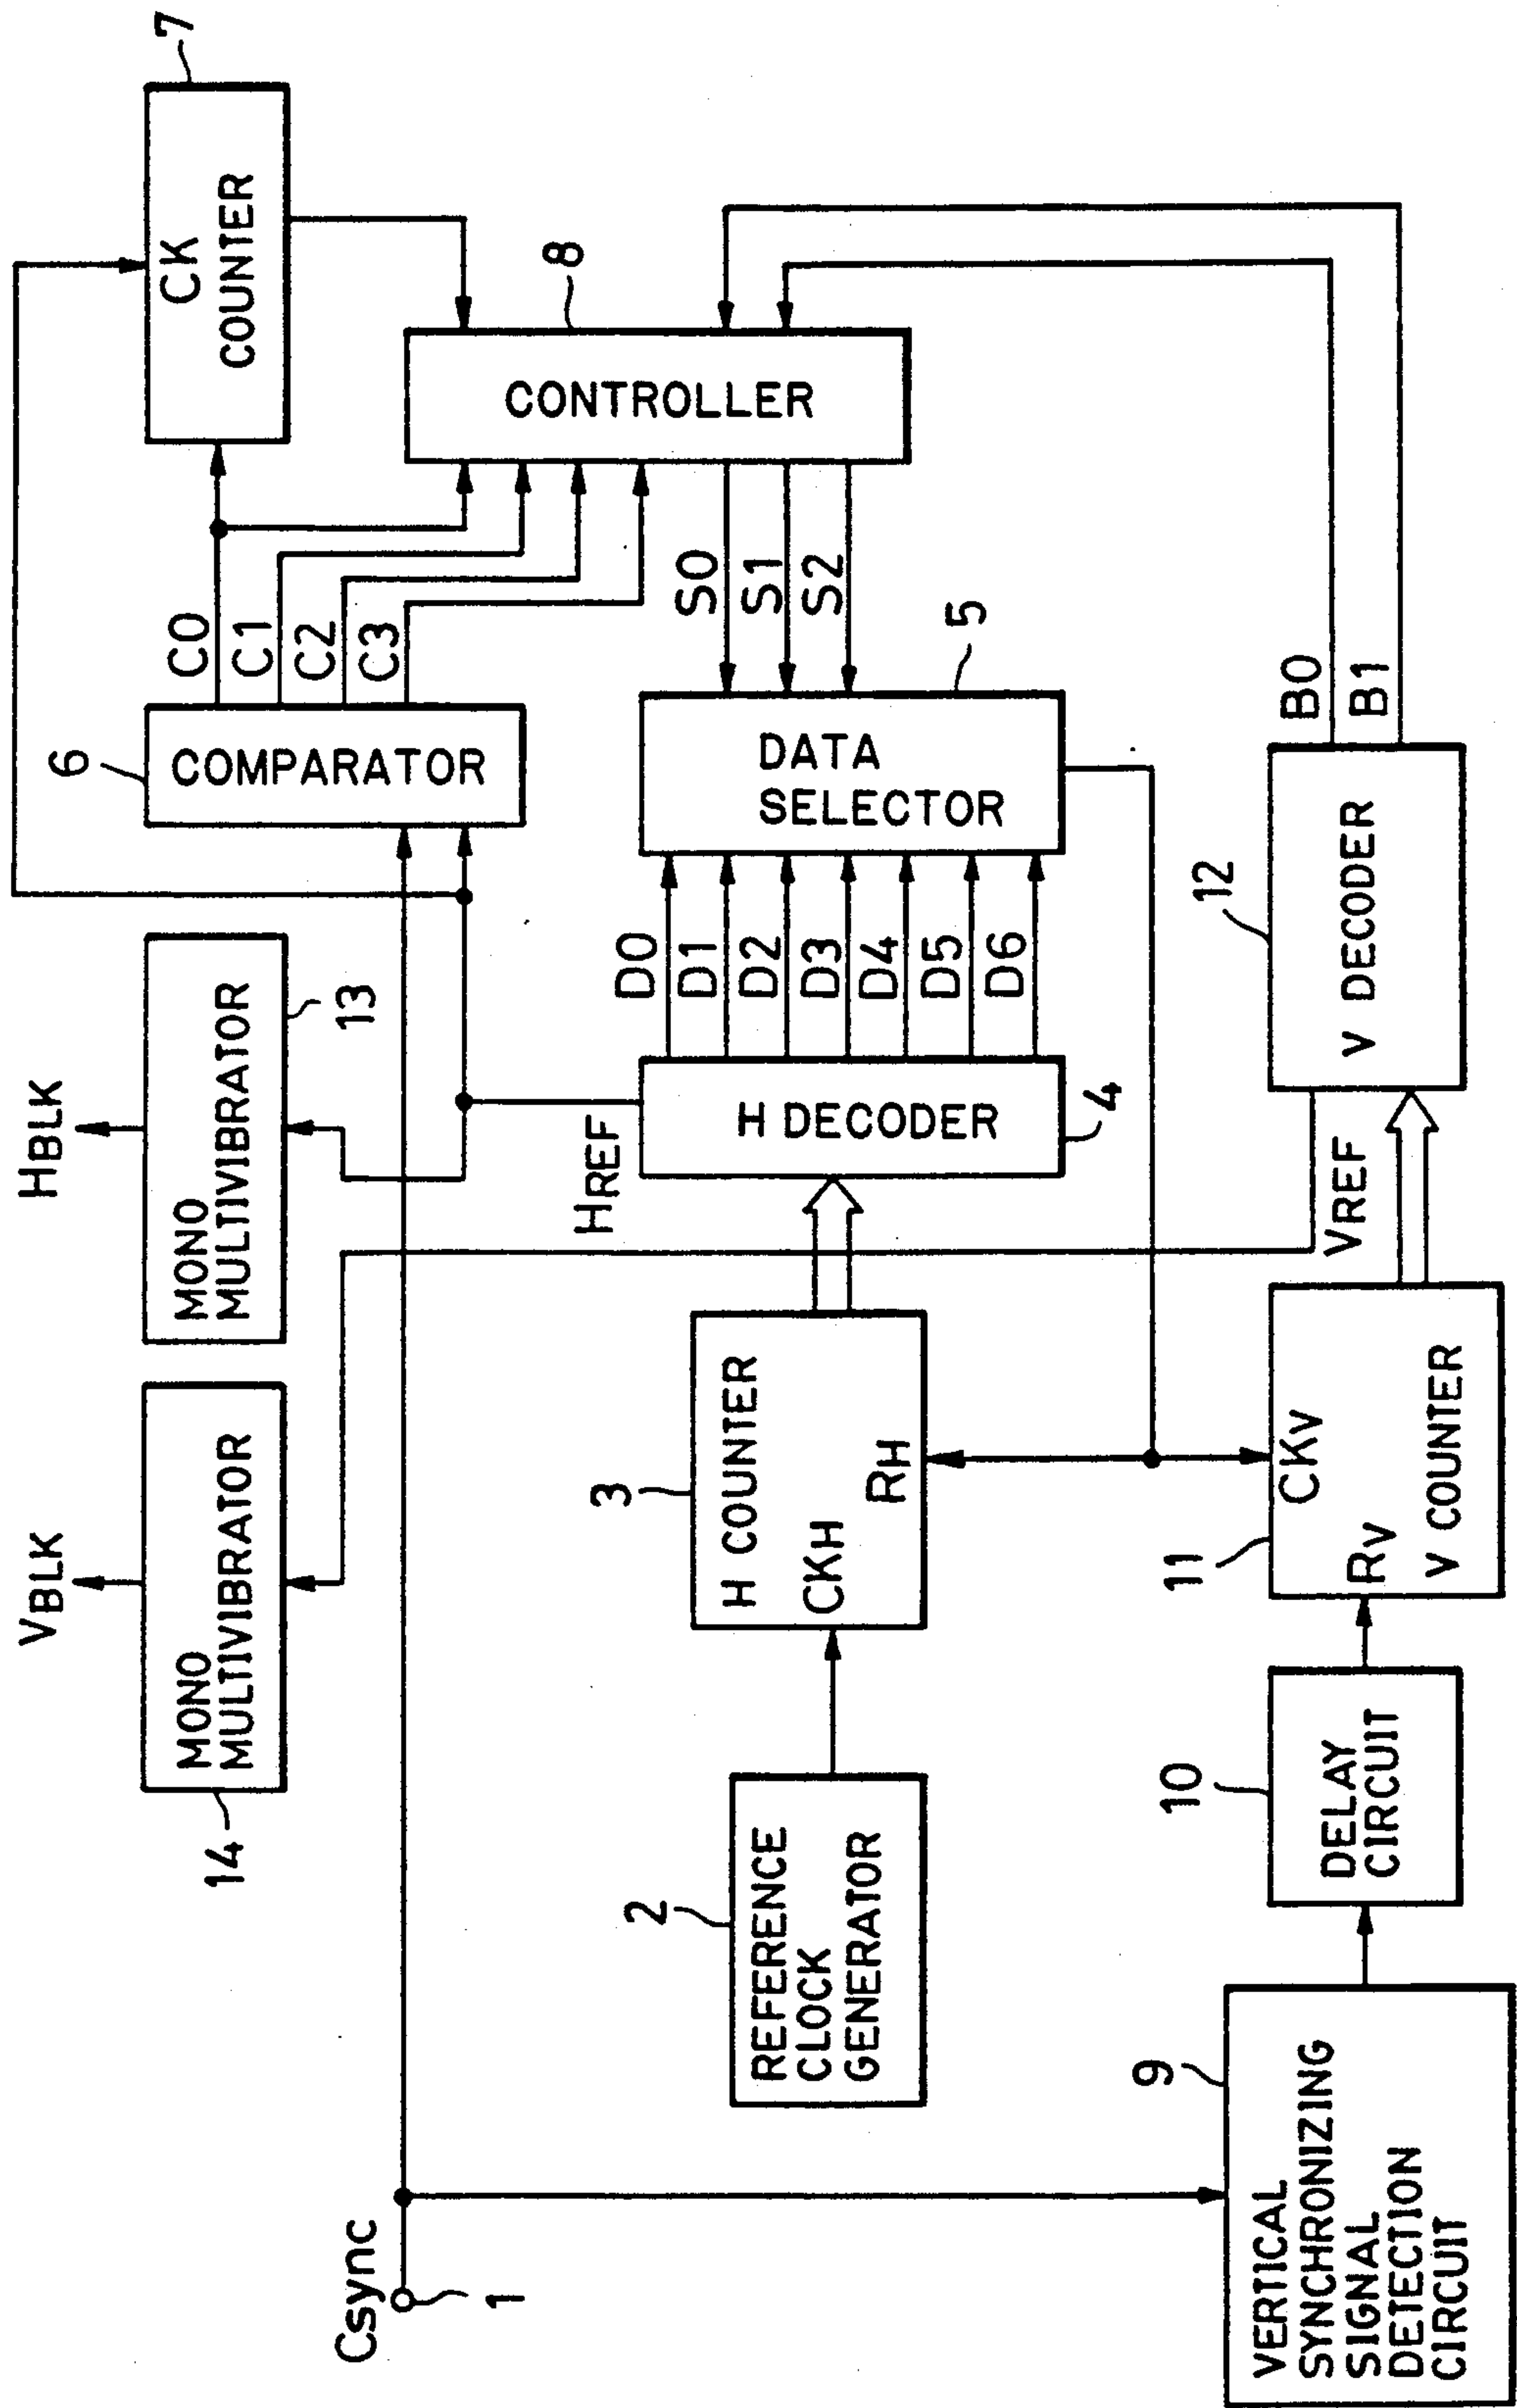 VBLK
HBLK
14
MONO
MULTIVIBRATOR
MONO
MULTIVIBRATOR
13
6
COMPARATOR
C0
C1
C2
C3
CK
COUNTER
7
Csync
1
HREF
8
CONTROLLER
2
REFERENCE
CLOCK
GENERATOR
3
H COUNTER
CKH
RH
H DECODER
4
D0
D1
D2
D3
D4
D5
D6
DATA
SELECTOR
5
S0
S1
S2
9
VERTICAL
SYNCHRONIZING
SIGNAL
DETECTION
CIRCUIT
10
DELAY
CIRCUIT
11
CKV
RV
V COUNTER
VREF
12
V DECODER
B0
B1